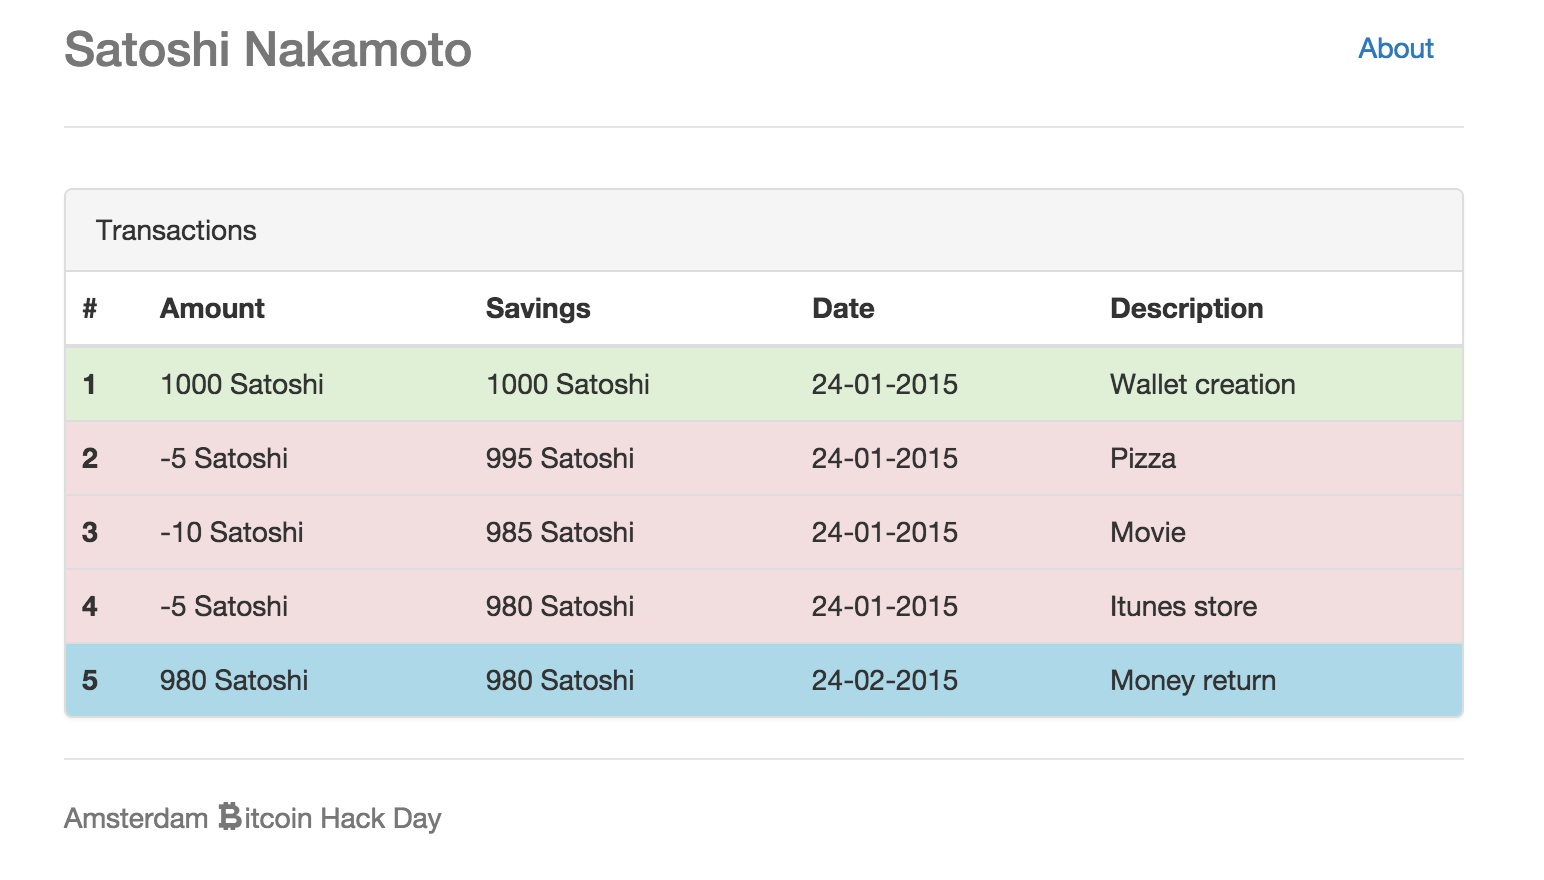 Satoshi Nakamoto About
Transactions
# Amount Savings Date Description
1 1000 Satoshi 1000 Satoshi 24-01-2015 Wallet creation
2 -5 Satoshi 995 Satoshi 24-01-2015 Pizza
3 -10 Satoshi 985 Satoshi 24-01-2015 Movie
4 -5 Satoshi 980 Satoshi 24-01-2015 Itunes store
5 980 Satoshi 980 Satoshi 24-02-2015 Money return
Amsterdam ₿itcoin Hack Day